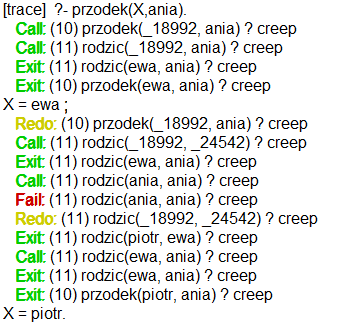 [trace]  ?- przodek(X,ania).
Call: (10) przodek(_18992, ania) ? creep
Call: (11) rodzic(_18992, ania) ? creep
Exit: (11) rodzic(ewa, ania) ? creep
Exit: (10) przodek(ewa, ania) ? creep
X = ewa ;
Redo: (10) przodek(_18992, ania) ? creep
Call: (11) rodzic(_18992, _24542) ? creep
Exit: (11) rodzic(ewa, ania) ? creep
Call: (11) rodzic(ania, ania) ? creep
Fail: (11) rodzic(ania, ania) ? creep
Redo: (11) rodzic(_18992, _24542) ? creep
Exit: (11) rodzic(piotr, ewa) ? creep
Call: (11) rodzic(ewa, ania) ? creep
Exit: (11) rodzic(ewa, ania) ? creep
Exit: (10) przodek(piotr, ania) ? creep
X = piotr.